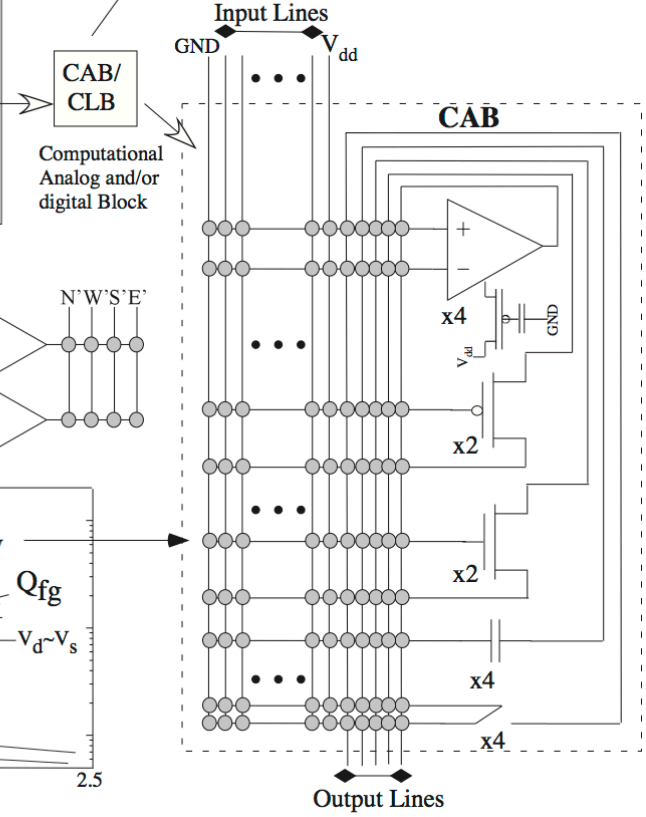 Input Lines
GND
Vdd
CAB/
CLB
CAB
Computational
Analog and/or
digital Block
+
−
N'W'S'E'
x4
GND
Vdd
x2
x2
Qfg
Vd~Vs
x4
x4
2.5
Output Lines